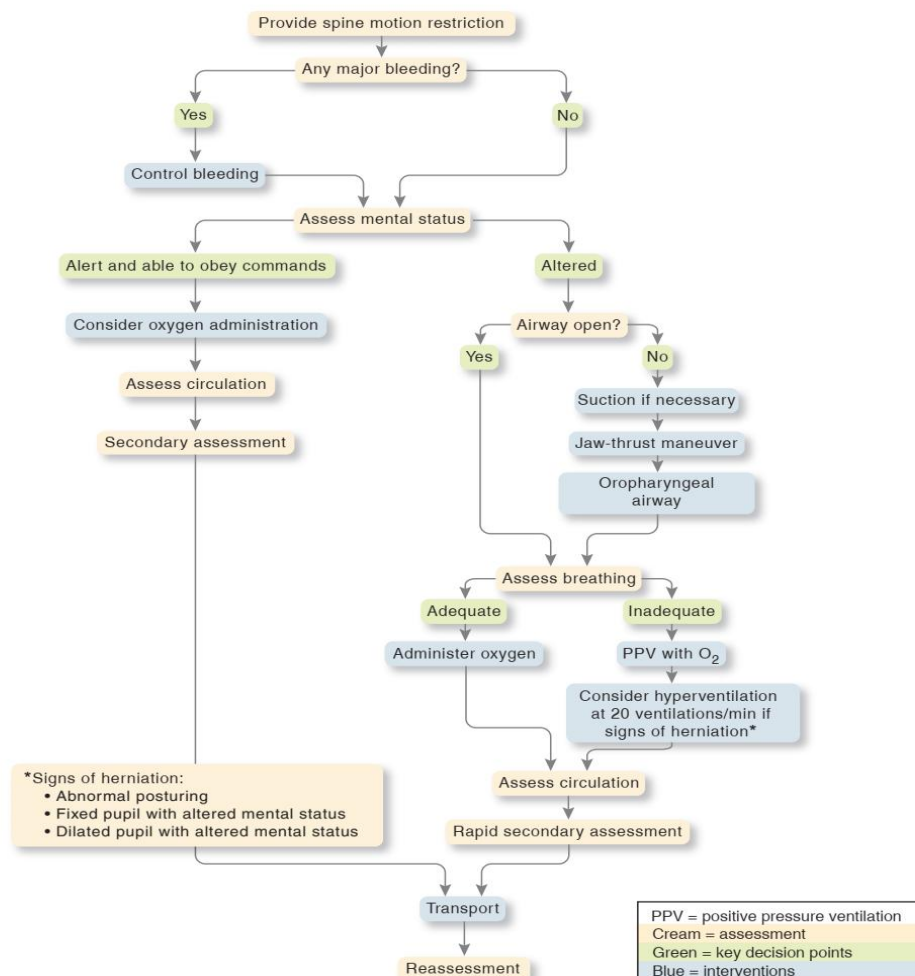 Provide spine motion restriction
Any major bleeding?
Yes
No
Control bleeding
Assess mental status
Alert and able to obey commands
Altered
Consider oxygen administration
Airway open?
Yes
No
Assess circulation
Suction if necessary
Secondary assessment
Jaw-thrust maneuver
Oropharyngeal
airway
Assess breathing
Adequate
Inadequate
Administer oxygen
PPV with O₂
Consider hyperventilation
at 20 ventilations/min if
signs of herniation*
*Signs of herniation:
• Abnormal posturing
• Fixed pupil with altered mental status
• Dilated pupil with altered mental status
Assess circulation
Rapid secondary assessment
Transport
Reassessment
PPV = positive pressure ventilation
Cream = assessment
Green = key decision points
Blue = interventions